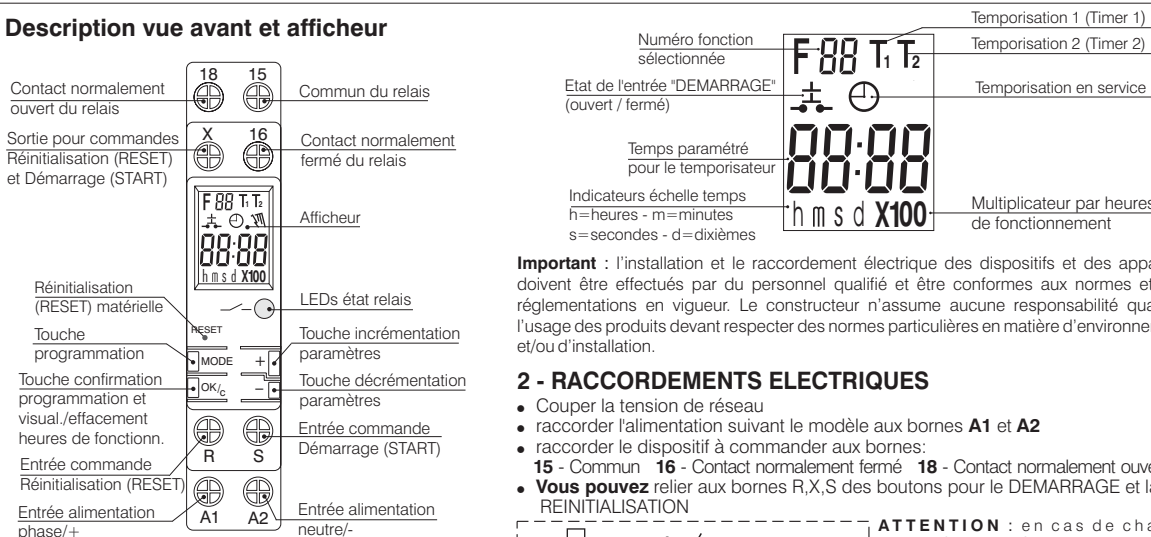 Description vue avant et afficheur
18
15
Contact normalement
ouvert du relais
Commun du relais
Sortie pour commandes
Réinitialisation (RESET)
et Démarrage (START)
X
16
Contact normalement
fermé du relais
F 88 T1 T2
88:88
h m s d X100
Afficheur
Réinitialisation
(RESET) matérielle
LEDs état relais
RESET
Touche
programmation
Touche incrémentation
paramètres
MODE
+
Touche confirmation
programmation et
visual./effacement
heures de fonctionn.
OK/C
-
Touche décrémentation
paramètres
Entrée commande
Démarrage (START)
R
S
Entrée commande
Réinitialisation (RESET)
Entrée alimentation
phase/+
A1
A2
Entrée alimentation
neutre/-
Numéro fonction
sélectionnée
Temporisation 1 (Timer 1)
Temporisation 2 (Timer 2)
F 88 T1 T2
Etat de l'entrée "DEMARRAGE"
(ouvert / fermé)
Temporisation en service
Temps paramétré
pour le temporisateur
88:88
Indicateurs échelle temps
h=heures - m=minutes
s=secondes - d=dixièmes
h m s d X100
Multiplicateur par heures
de fonctionnement
Important : l'installation et le raccordement électrique des dispositifs et des appa
doivent être effectués par du personnel qualifié et être conformes aux normes et
réglementations en vigueur. Le constructeur n'assume aucune responsabilité qua
l'usage des produits devant respecter des normes particulières en matière d'environne
et/ou d'installation.
2 - RACCORDEMENTS ELECTRIQUES
• Couper la tension de réseau
• raccorder l'alimentation suivant le modèle aux bornes A1 et A2
• raccorder le dispositif à commander aux bornes:
15 - Commun 16 - Contact normalement fermé 18 - Contact normalement ouve
• Vous pouvez relier aux bornes R,X,S des boutons pour le DEMARRAGE et la
REINITIALISATION
ATTENTION : en cas de cha